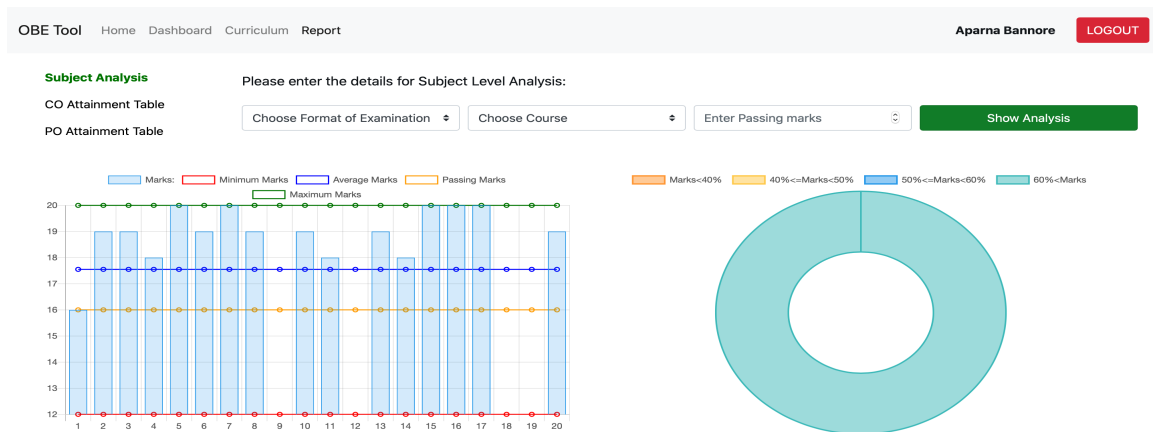 OBE Tool Home Dashboard Curriculum Report Aparna Bannore LOGOUT
Subject Analysis
CO Attainment Table
PO Attainment Table
Please enter the details for Subject Level Analysis:
Choose Format of Examination Choose Course Enter Passing marks Show Analysis
Marks: Minimum Marks Average Marks Passing Marks
Maximum Marks
20
19
18
17
16
15
14
13
12
1 2 3 4 5 6 7 8 9 10 11 12 13 14 15 16 17 18 19 20
Marks<40% 40%<=Marks<50% 50%<=Marks<60% 60%<Marks